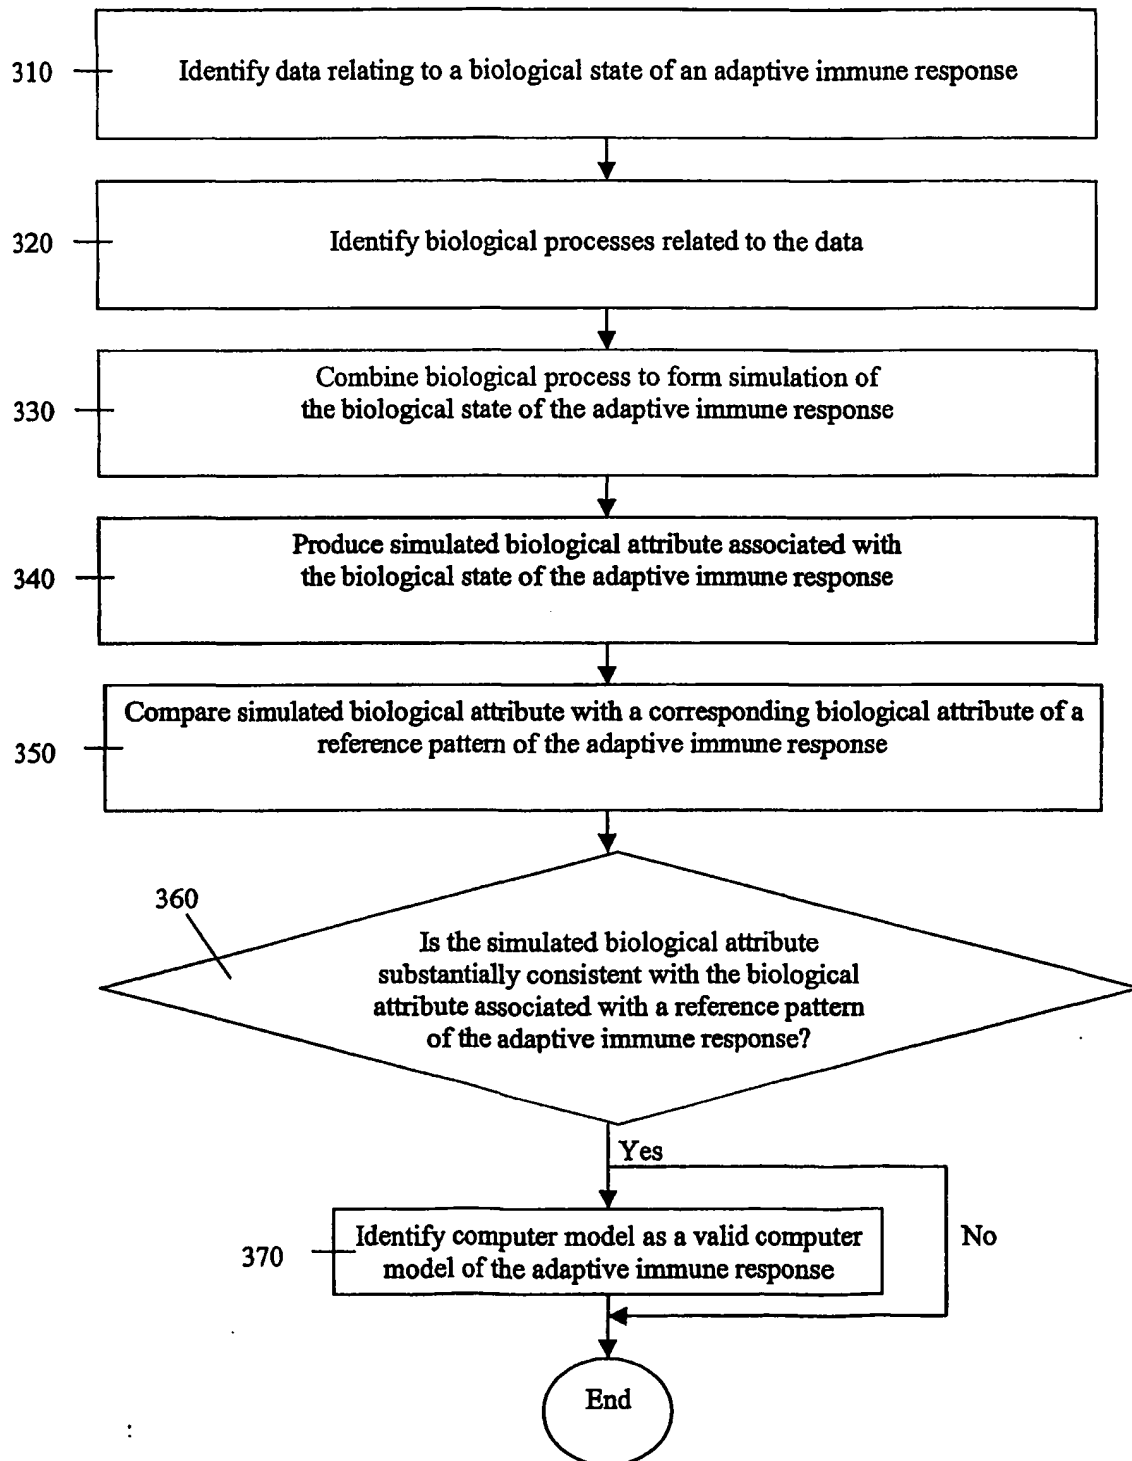 310
Identify data relating to a biological state of an adaptive immune response
320
Identify biological processes related to the data
330
Combine biological process to form simulation of
the biological state of the adaptive immune response
340
Produce simulated biological attribute associated with
the biological state of the adaptive immune response
350
Compare simulated biological attribute with a corresponding biological attribute of a
reference pattern of the adaptive immune response
360
Is the simulated biological attribute
substantially consistent with the biological
attribute associated with a reference pattern
of the adaptive immune response?
Yes
No
370
Identify computer model as a valid computer
model of the adaptive immune response
End